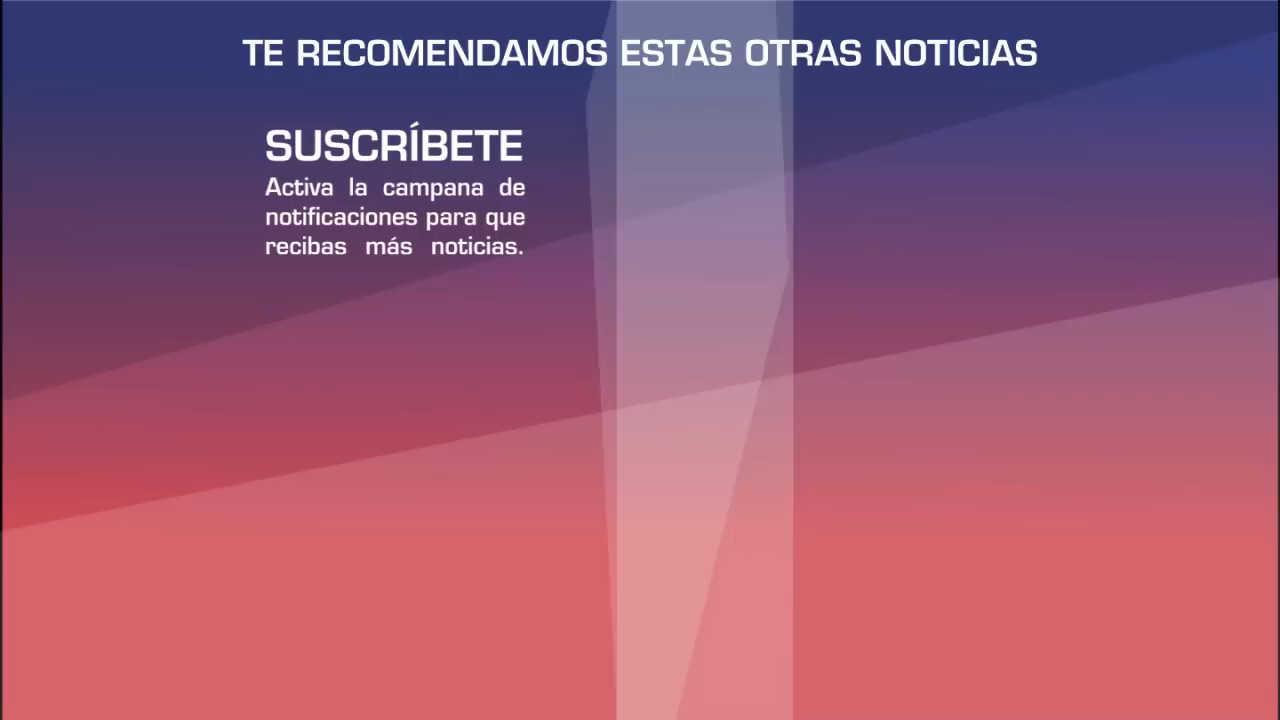 TE RECOMENDAMOS ESTAS OTRAS NOTICIAS
SUSCRÍBETE
Activa la campana de
notificaciones para que
recibas más noticias.